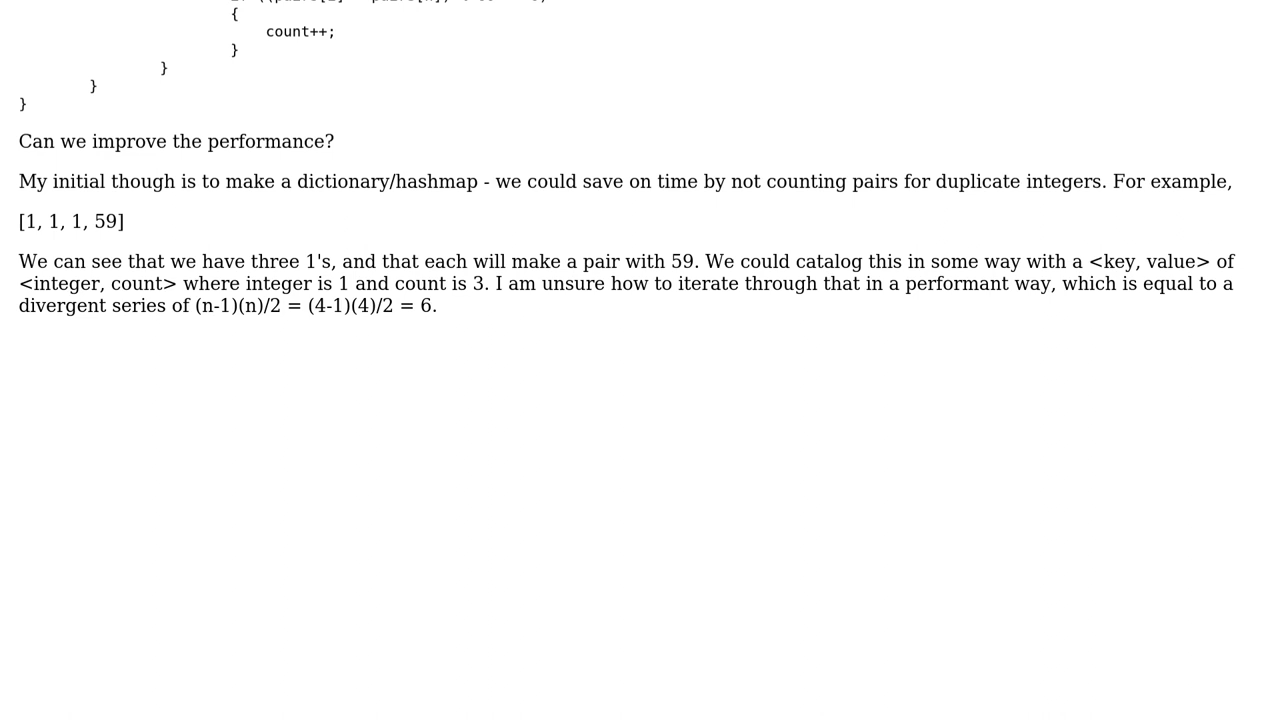 {
count++;
}
}
}
}
Can we improve the performance?
My initial though is to make a dictionary/hashmap - we could save on time by not counting pairs for duplicate integers. For example,
[1, 1, 1, 59]
We can see that we have three 1's, and that each will make a pair with 59. We could catalog this in some way with a <key, value> of
<integer, count> where integer is 1 and count is 3. I am unsure how to iterate through that in a performant way, which is equal to a
divergent series of (n-1)(n)/2 = (4-1)(4)/2 = 6.